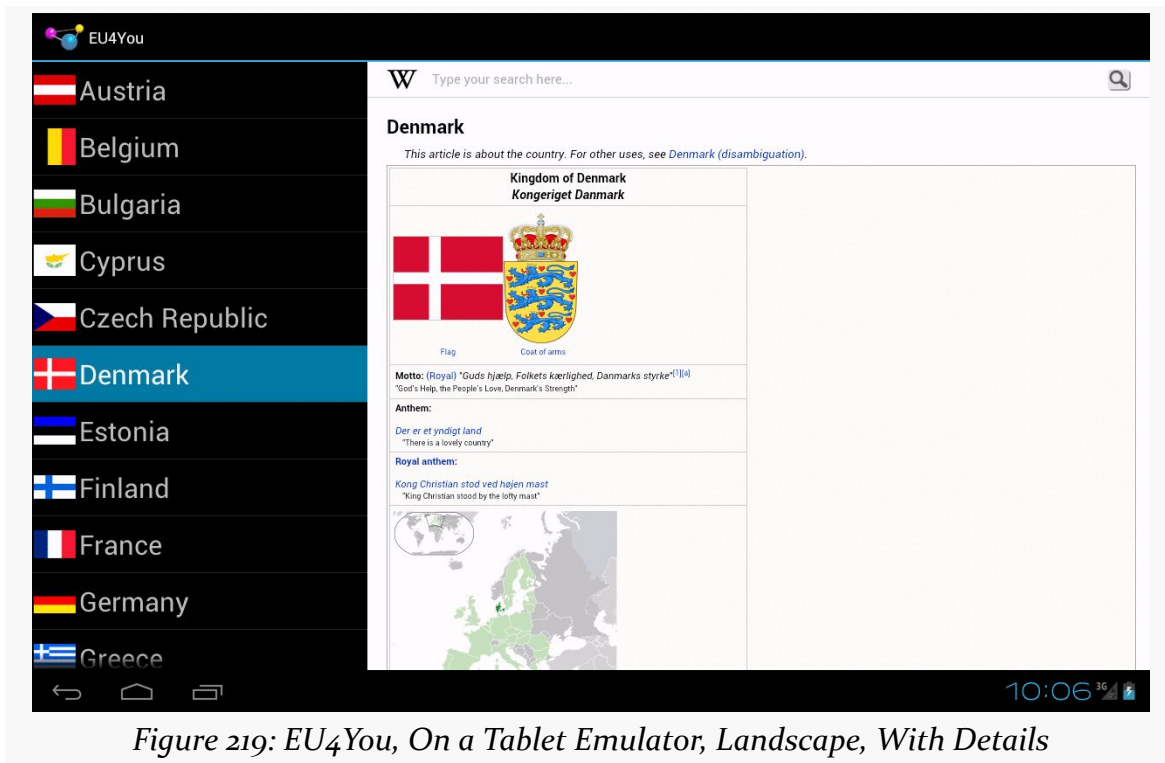 EU4You
Austria
Belgium
Bulgaria
Cyprus
Czech Republic
Denmark
Estonia
Finland
France
Germany
Greece
W Type your search here...
Denmark
This article is about the country. For other uses, see Denmark (disambiguation).
Kingdom of Denmark
Kongeriget Danmark
Flag Coat of arms
Motto: (Royal) "Guds hjælp, Folkets kærlighed, Danmarks styrke"[1][a]
"God's Help, the People's Love, Denmark's Strength"
Anthem:
Der er et yndigt land
"There is a lovely country"
Royal anthem:
Kong Christian stod ved højen mast
"King Christian stood by the lofty mast"
10:06 3G
Figure 219: EU4You, On a Tablet Emulator, Landscape, With Details